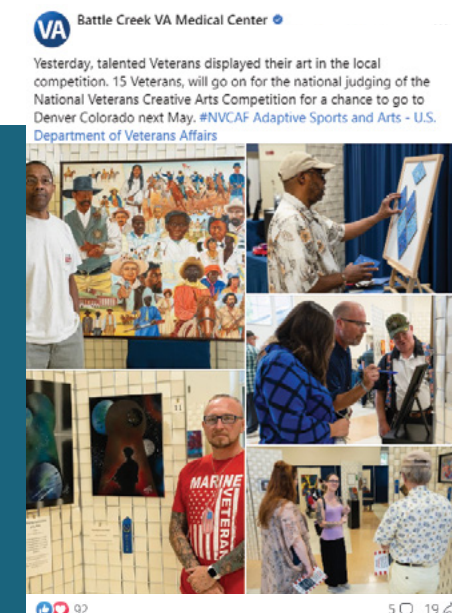 VA
Battle Creek VA Medical Center
Yesterday, talented Veterans displayed their art in the local
competition. 15 Veterans, will go on for the national judging of the
National Veterans Creative Arts Competition for a chance to go to
Denver Colorado next May. #NVCAF Adaptive Sports and Arts - U.S.
Department of Veterans Affairs
MARINE
VETERAN
92
5
19